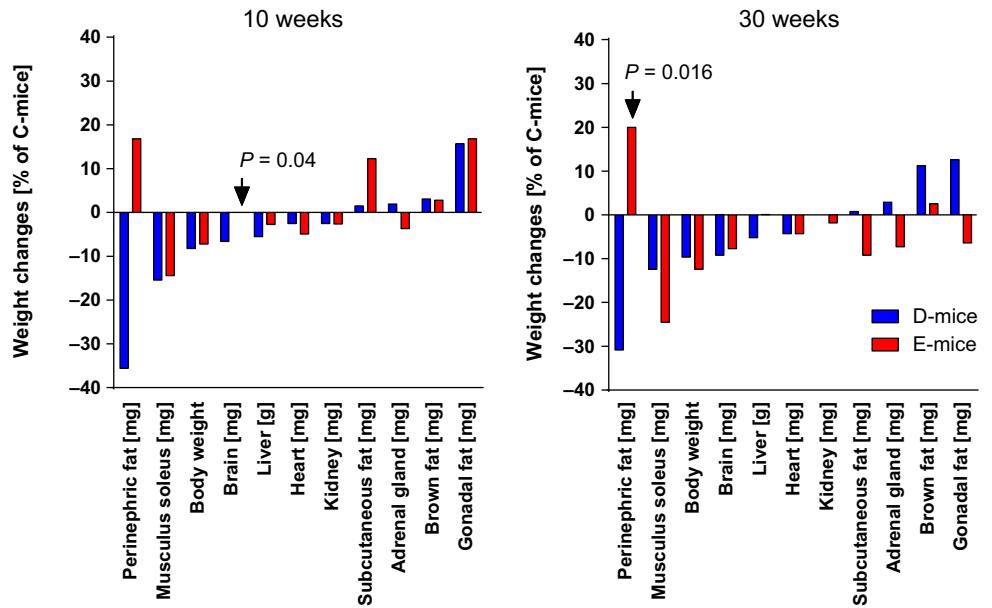 10 weeks
Weight changes [% of C-mice]
40
30
20
10
0
–10
–20
–30
–40
P = 0.04
Perinephric fat [mg]
Musculus soleus [mg]
Body weight
Brain [mg]
Liver [g]
Heart [mg]
Kidney [mg]
Subcutaneous fat [mg]
Adrenal gland [mg]
Brown fat [mg]
Gonadal fat [mg]
30 weeks
Weight changes [% of C-mice]
40
30
20
10
0
–10
–20
–30
–40
P = 0.016
D-mice
E-mice
Perinephric fat [mg]
Musculus soleus [mg]
Body weight
Brain [mg]
Liver [g]
Heart [mg]
Kidney [mg]
Subcutaneous fat [mg]
Adrenal gland [mg]
Brown fat [mg]
Gonadal fat [mg]